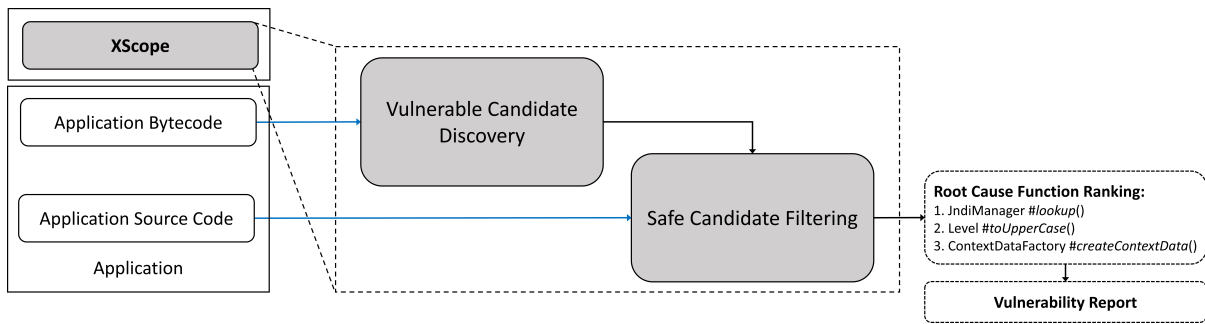 XScope
Application Bytecode
Application Source Code
Application
Vulnerable Candidate
Discovery
Safe Candidate Filtering
Root Cause Function Ranking:
1. JndiManager #lookup()
2. Level #toUpperCase()
3. ContextDataFactory #createContextData()
Vulnerability Report